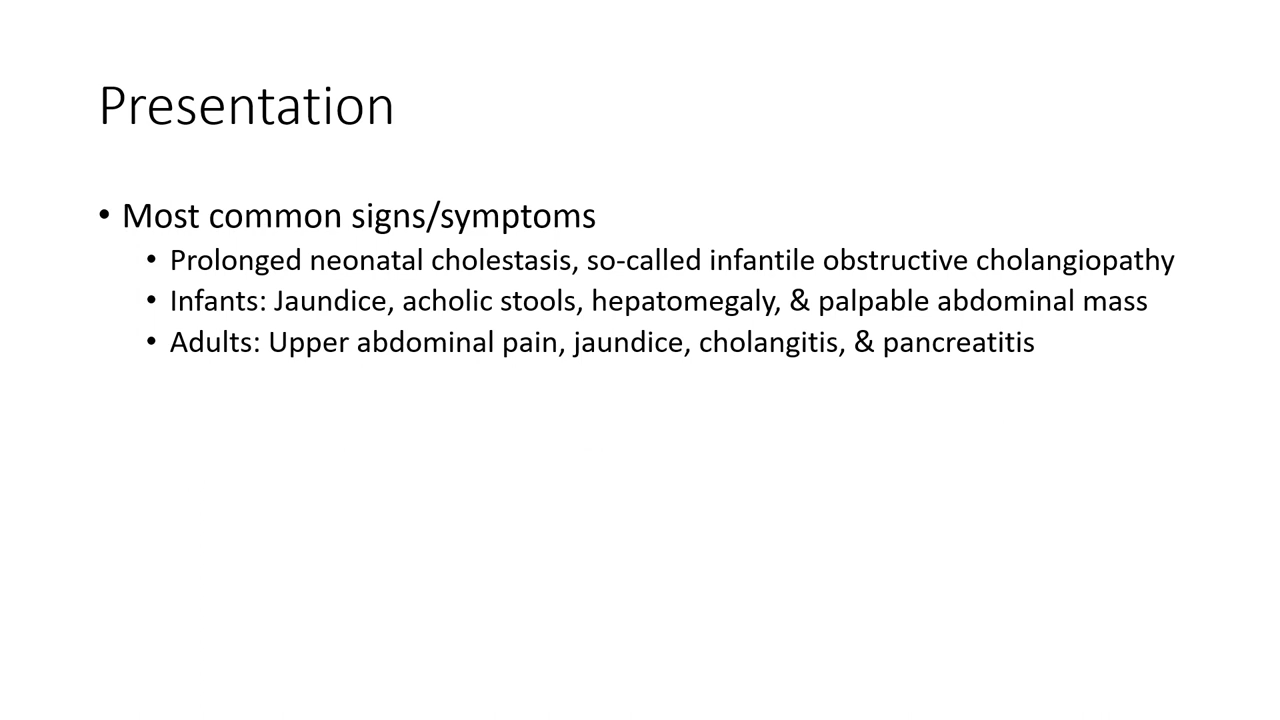 Presentation
• Most common signs/symptoms
• Prolonged neonatal cholestasis, so-called infantile obstructive cholangiopathy
• Infants: Jaundice, acholic stools, hepatomegaly, & palpable abdominal mass
• Adults: Upper abdominal pain, jaundice, cholangitis, & pancreatitis